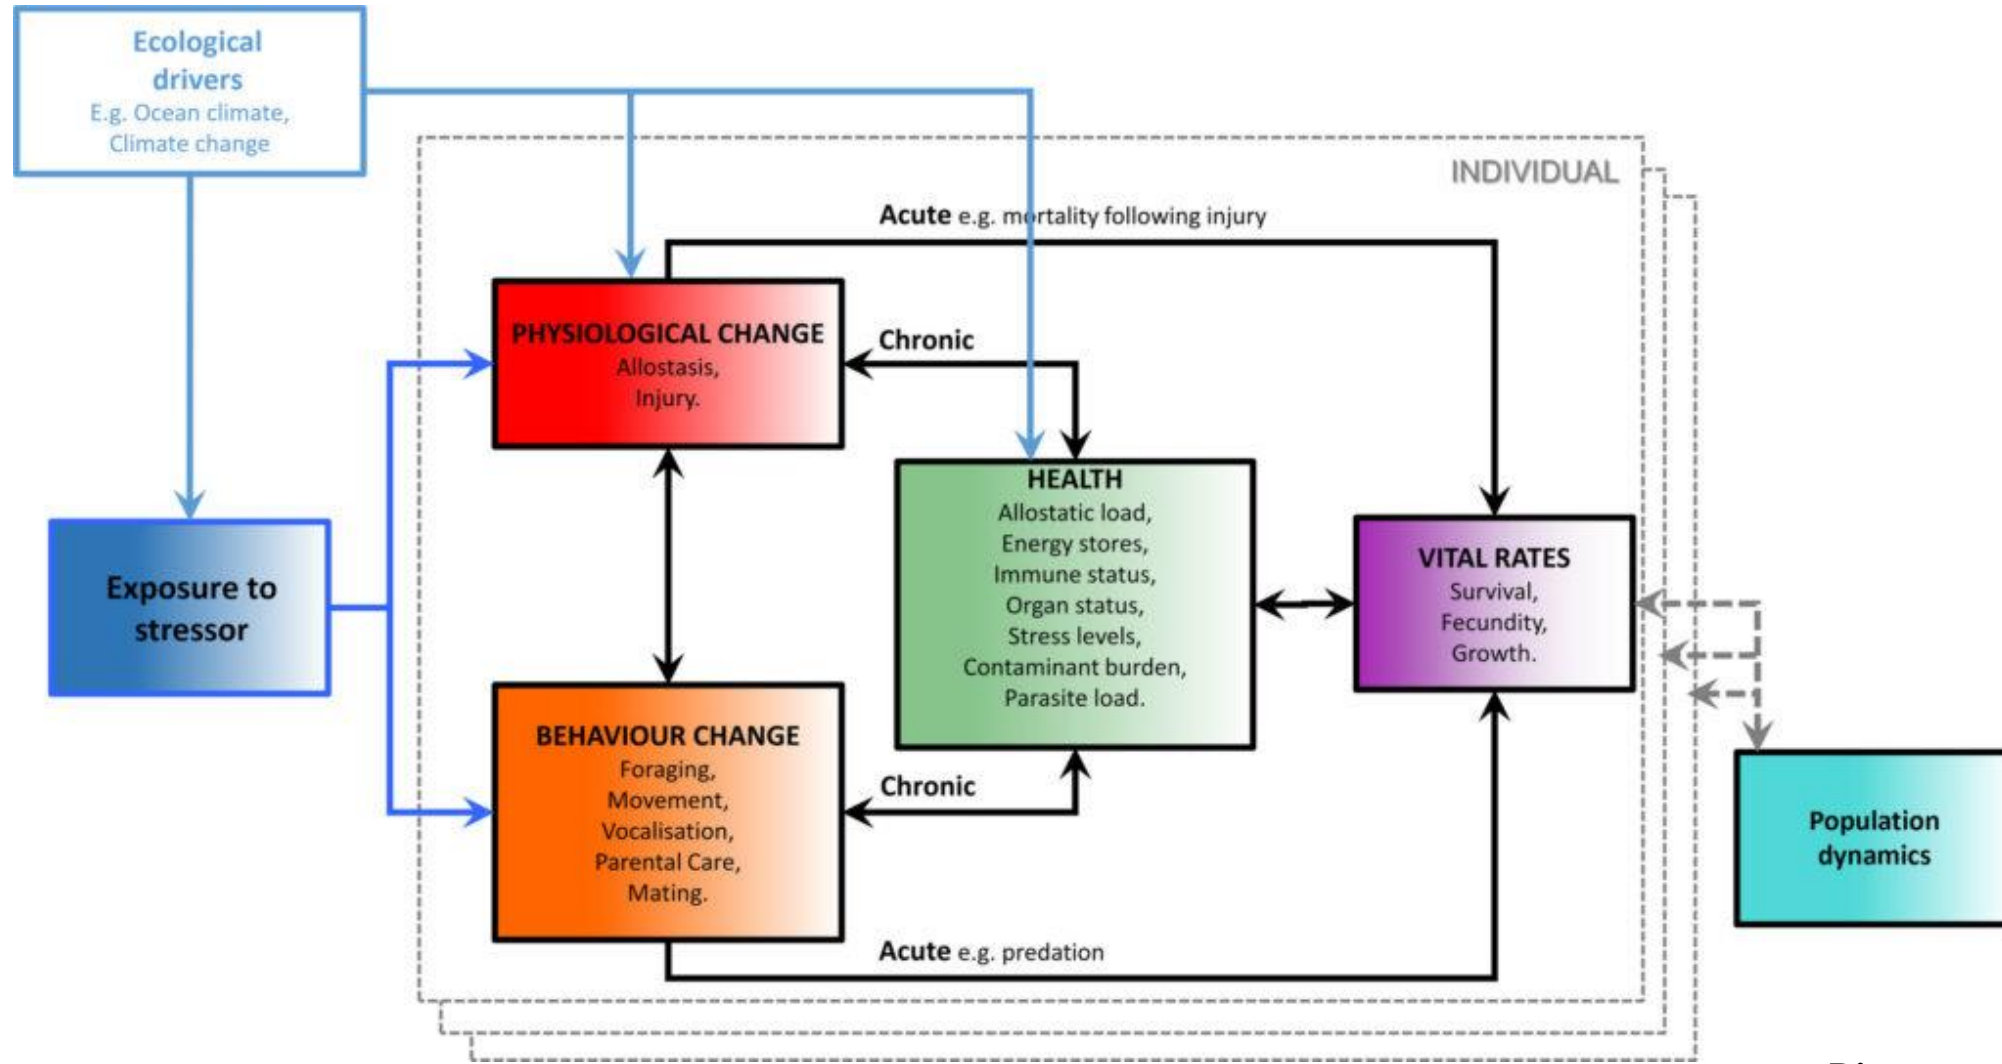 Ecological
drivers
E.g. Ocean climate,
Climate change
INDIVIDUAL
Acute e.g. mortality following injury
PHYSIOLOGICAL CHANGE
Allostasis,
Injury.
Chronic
HEALTH
Allostatic load,
Energy stores,
Immune status,
Organ status,
Stress levels,
Contaminant burden,
Parasite load.
VITAL RATES
Survival,
Fecundity,
Growth.
Exposure to
stressor
BEHAVIOUR CHANGE
Foraging,
Movement,
Vocalisation,
Parental Care,
Mating.
Chronic
Acute e.g. predation
Population
dynamics